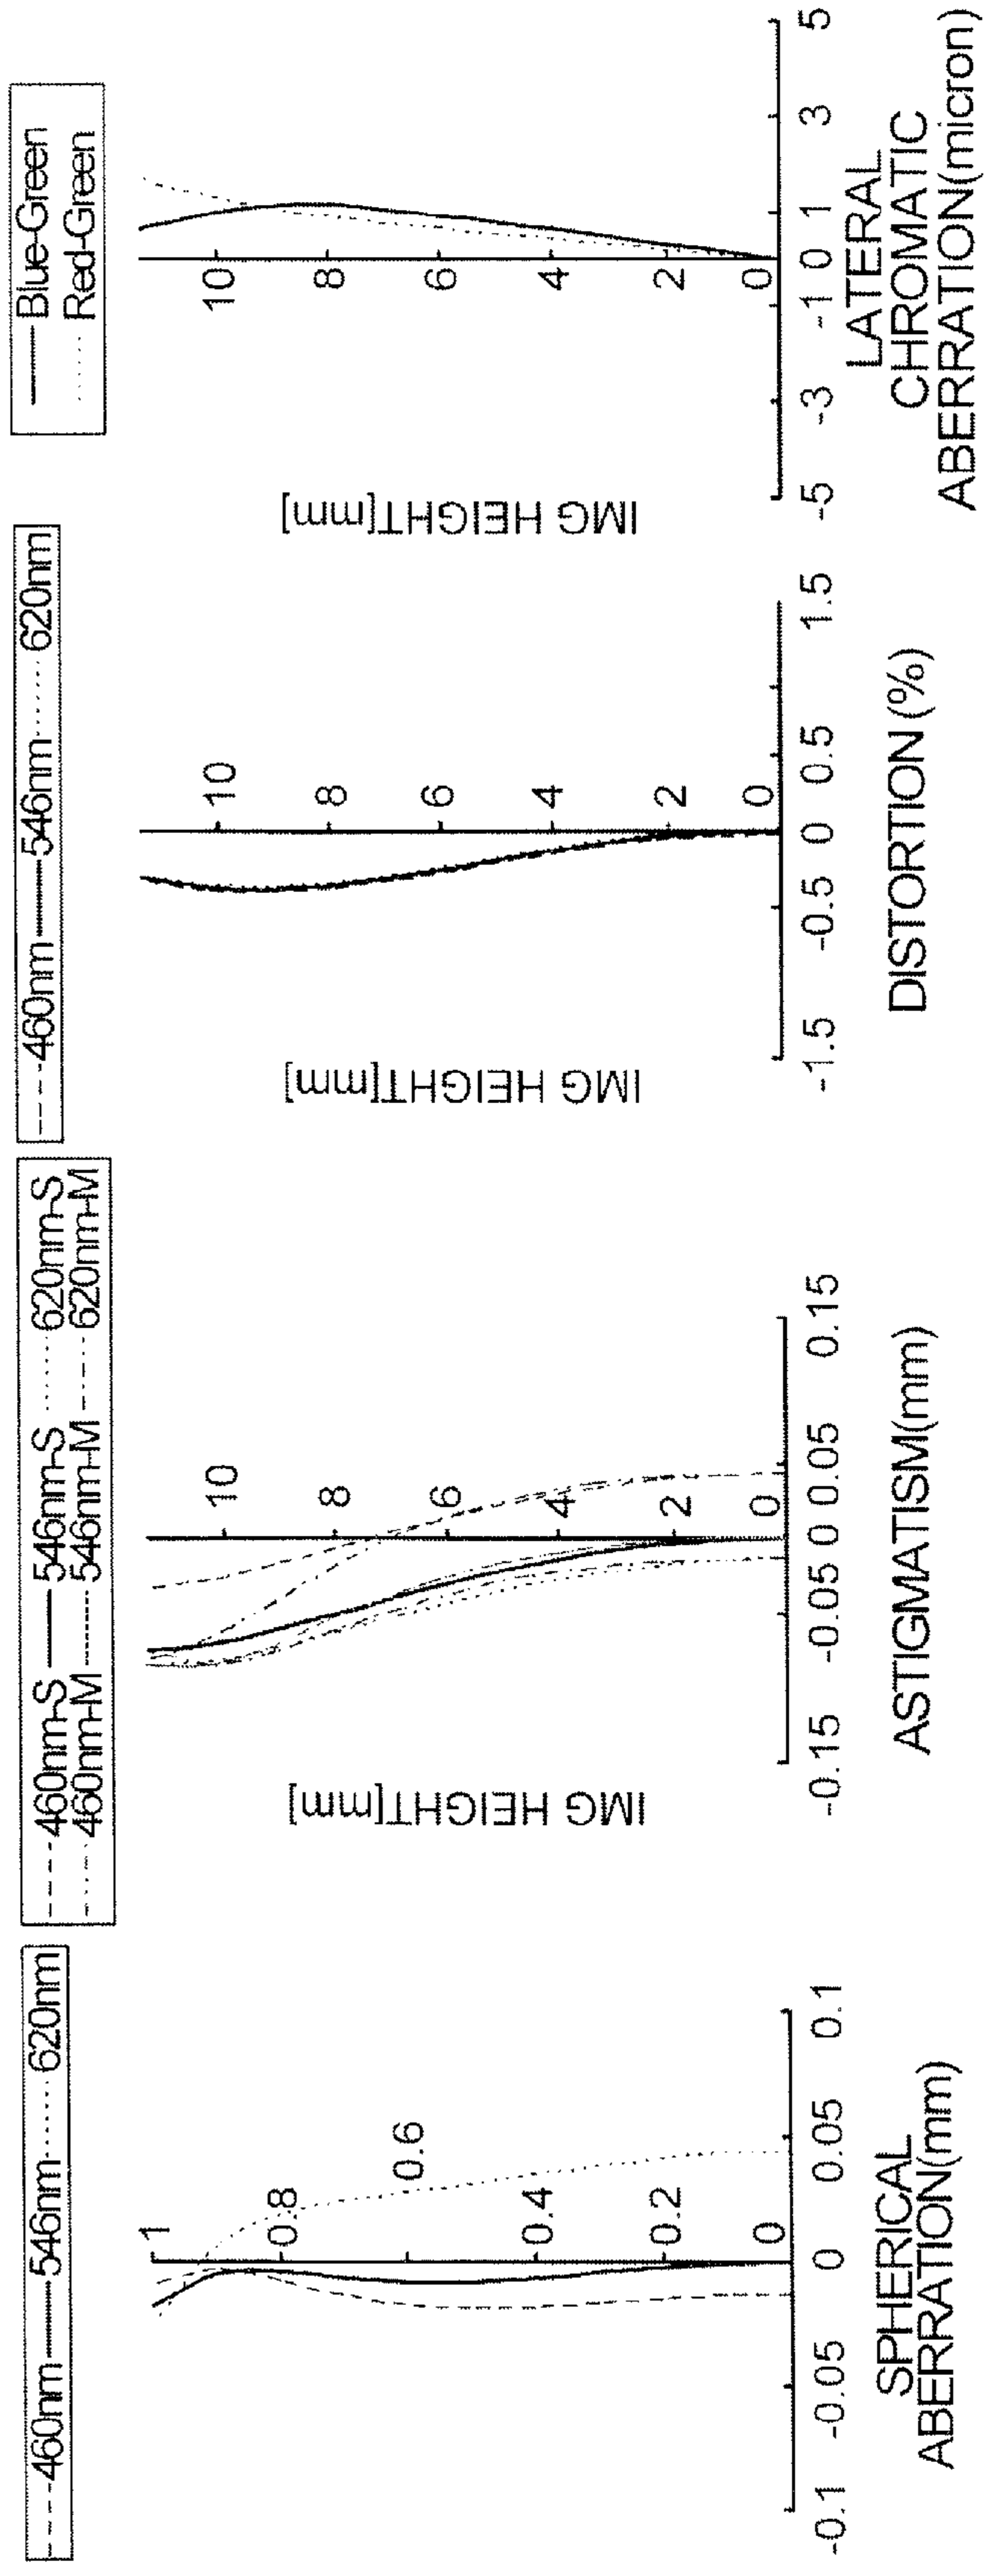 460nm 546nm 620nm
1
0.8
0.6
0.4
0.2
0
-0.1 -0.05 0 0.05 0.1
SPHERICAL
ABERRATION(mm)
460nm-S 546nm-S 620nm-S
460nm-M 546nm-M 620nm-M
IMG HEIGHT[mm]
10
8
6
4
2
0
-0.15 -0.05 0 0.05 0.15
ASTIGMATISM(mm)
460nm 546nm 620nm
IMG HEIGHT[mm]
10
8
6
4
2
0
-1.5 -0.5 0 0.5 1.5
DISTORTION (%)
Blue-Green
Red-Green
IMG HEIGHT[mm]
10
8
6
4
2
0
-5 -3 -1 0 1 3 5
LATERAL
CHROMATIC
ABERRATION(micron)